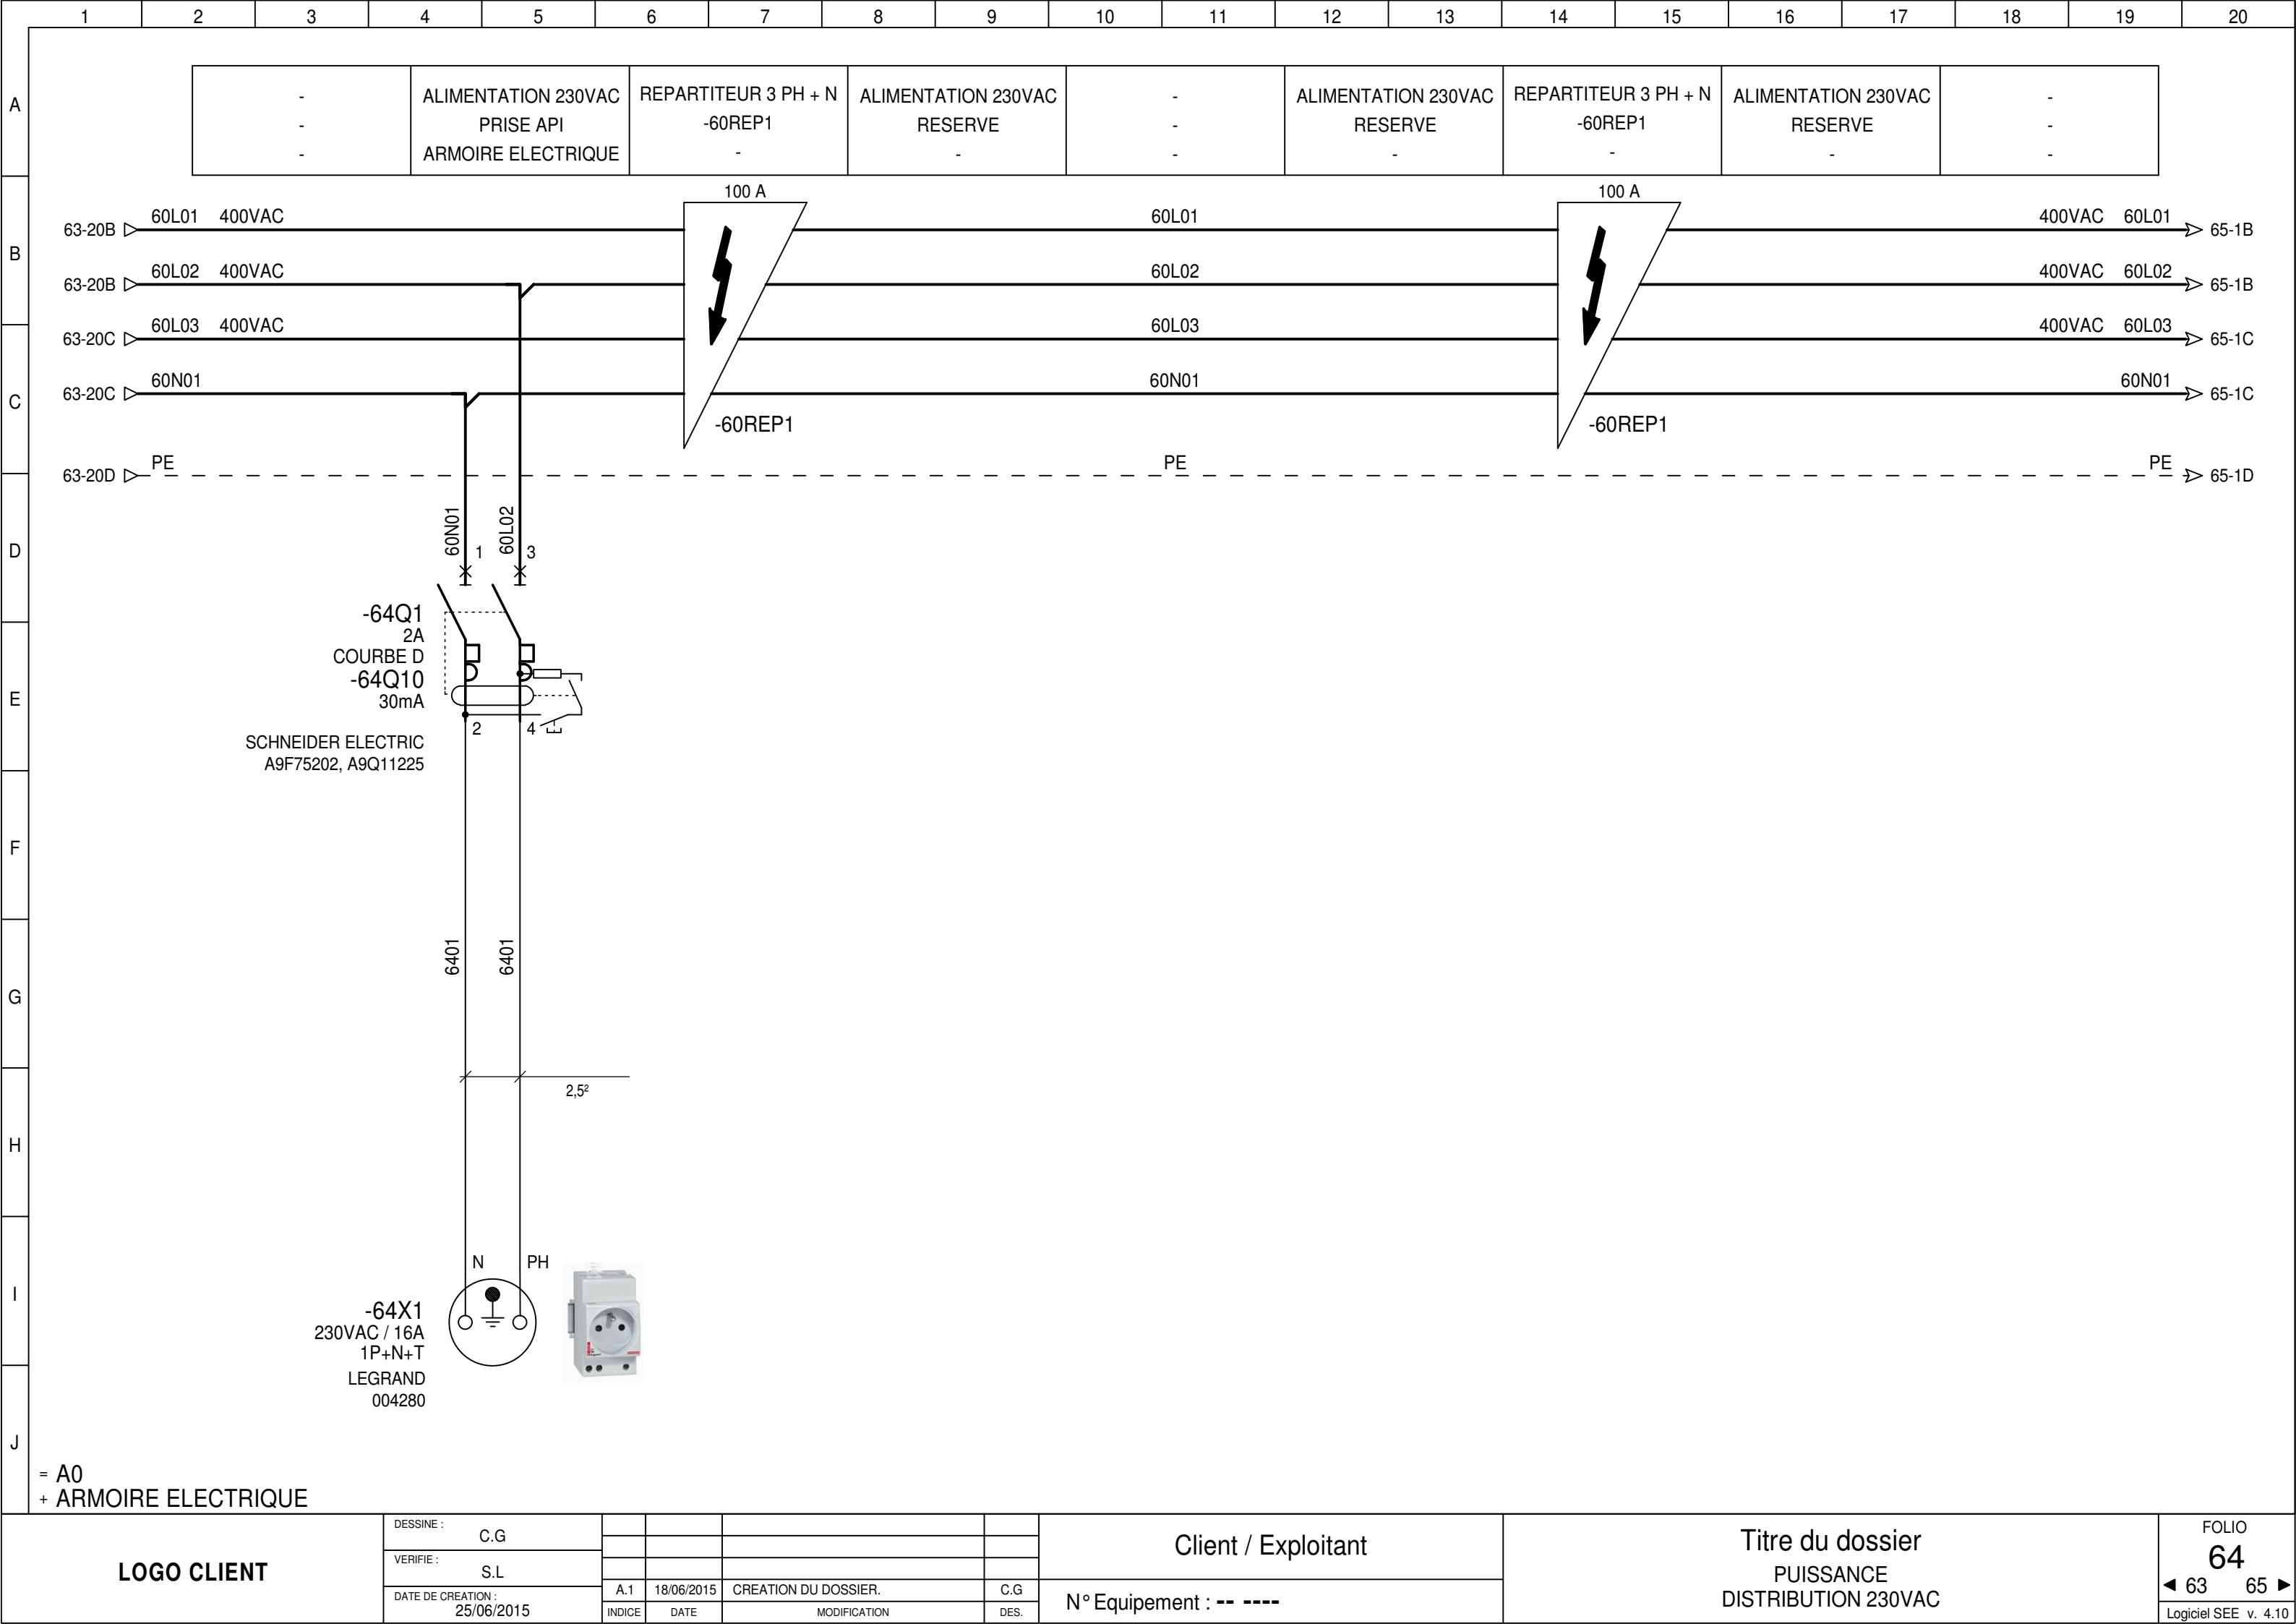 1 2 3 4 5 6 7 8 9 10 11 12 13 14 15 16 17 18 19 20
A
- ALIMENTATION 230VAC REPARTITEUR 3 PH + N ALIMENTATION 230VAC - ALIMENTATION 230VAC REPARTITEUR 3 PH + N ALIMENTATION 230VAC -
- PRISE API -60REP1 RESERVE - RESERVE -60REP1 RESERVE -
- ARMOIRE ELECTRIQUE - - - - - - -
100 A 100 A
B
63-20B 60L01 400VAC 60L01 400VAC 60L01 65-1B
63-20B 60L02 400VAC 60L02 400VAC 60L02 65-1B
63-20C 60L03 400VAC 60L03 400VAC 60L03 65-1C
C
63-20C 60N01 60N01 60N01 65-1C
-60REP1 -60REP1
63-20D PE PE PE 65-1D
D
60N01 60L02
1 3
-64Q1
2A
COURBE D
-64Q10
30mA
E
2 4
SCHNEIDER ELECTRIC
A9F75202, A9Q11225
F
6401 6401
G
2,5²
H
N PH
I
-64X1
230VAC / 16A
1P+N+T
LEGRAND
004280
J
= A0
+ ARMOIRE ELECTRIQUE
LOGO CLIENT
DESSINE :
C.G
VERIFIE :
S.L
DATE DE CREATION :
25/06/2015
A.1 18/06/2015 CREATION DU DOSSIER. C.G
INDICE DATE MODIFICATION DES.
Client / Exploitant
N° Equipement : -- ----
Titre du dossier
PUISSANCE
DISTRIBUTION 230VAC
FOLIO
64
63 65
Logiciel SEE v. 4.10